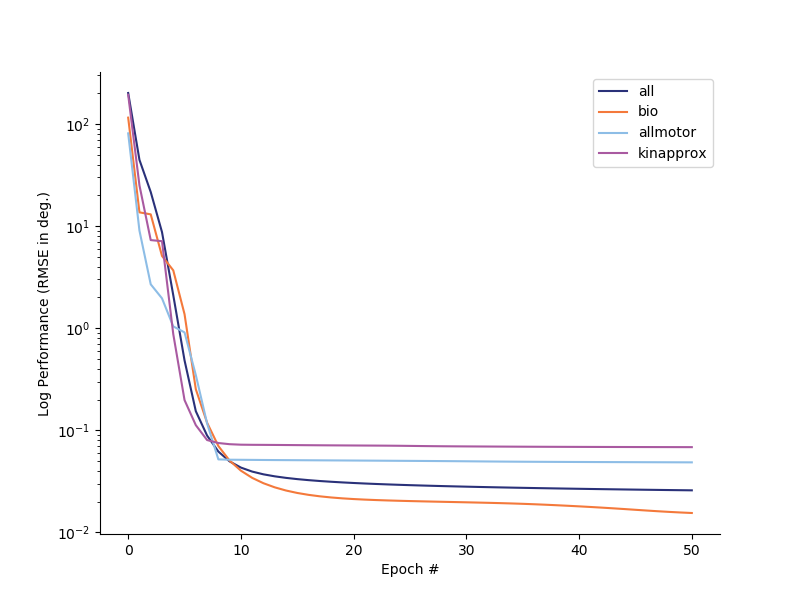 all
bio
allmotor
kinapprox
Log Performance (RMSE in deg.)
10²
10¹
10⁰
10⁻¹
10⁻²
0 10 20 30 40 50
Epoch #